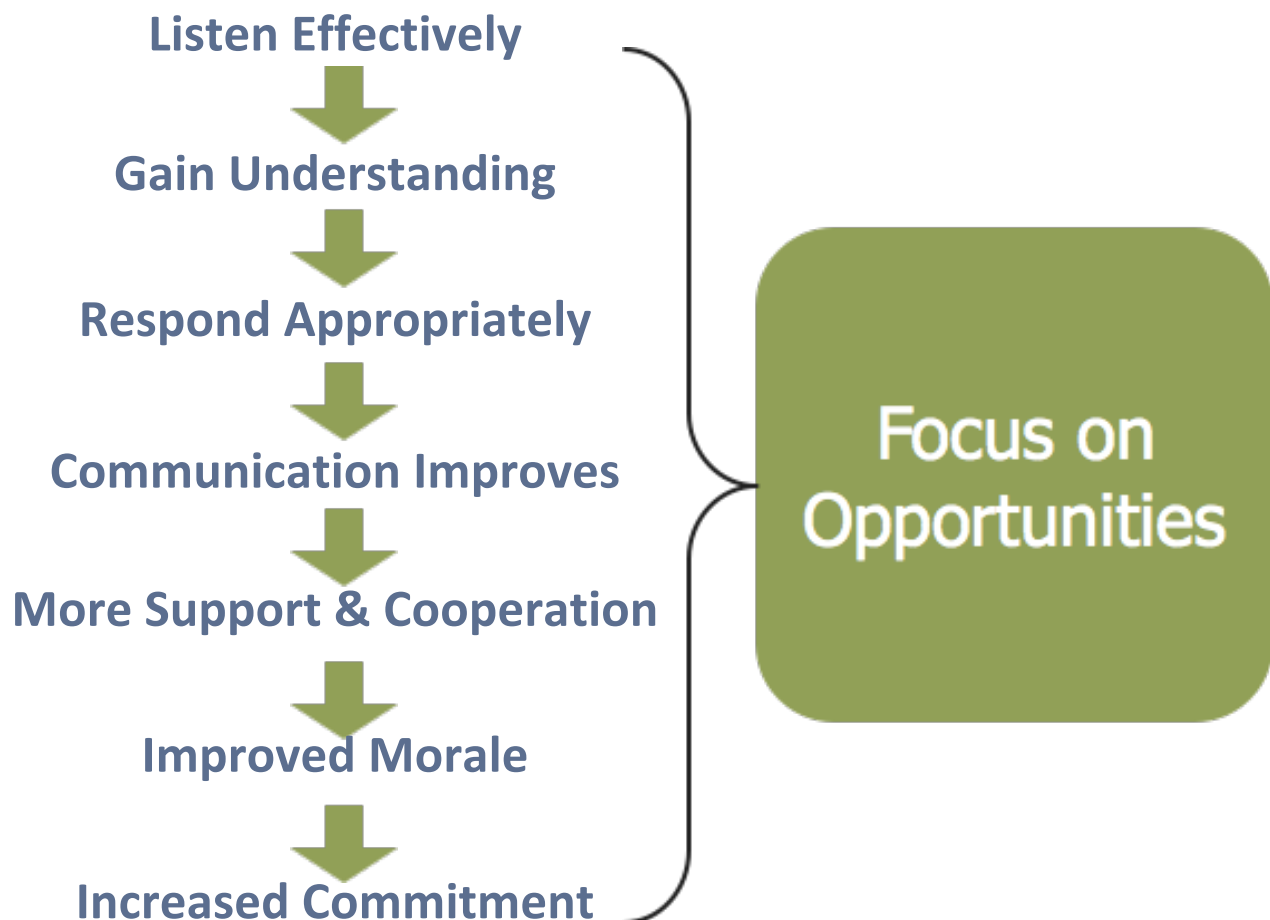 Listen Effectively
Gain Understanding
Respond Appropriately
Communication Improves
More Support & Cooperation
Improved Morale
Increased Commitment
Focus on
Opportunities